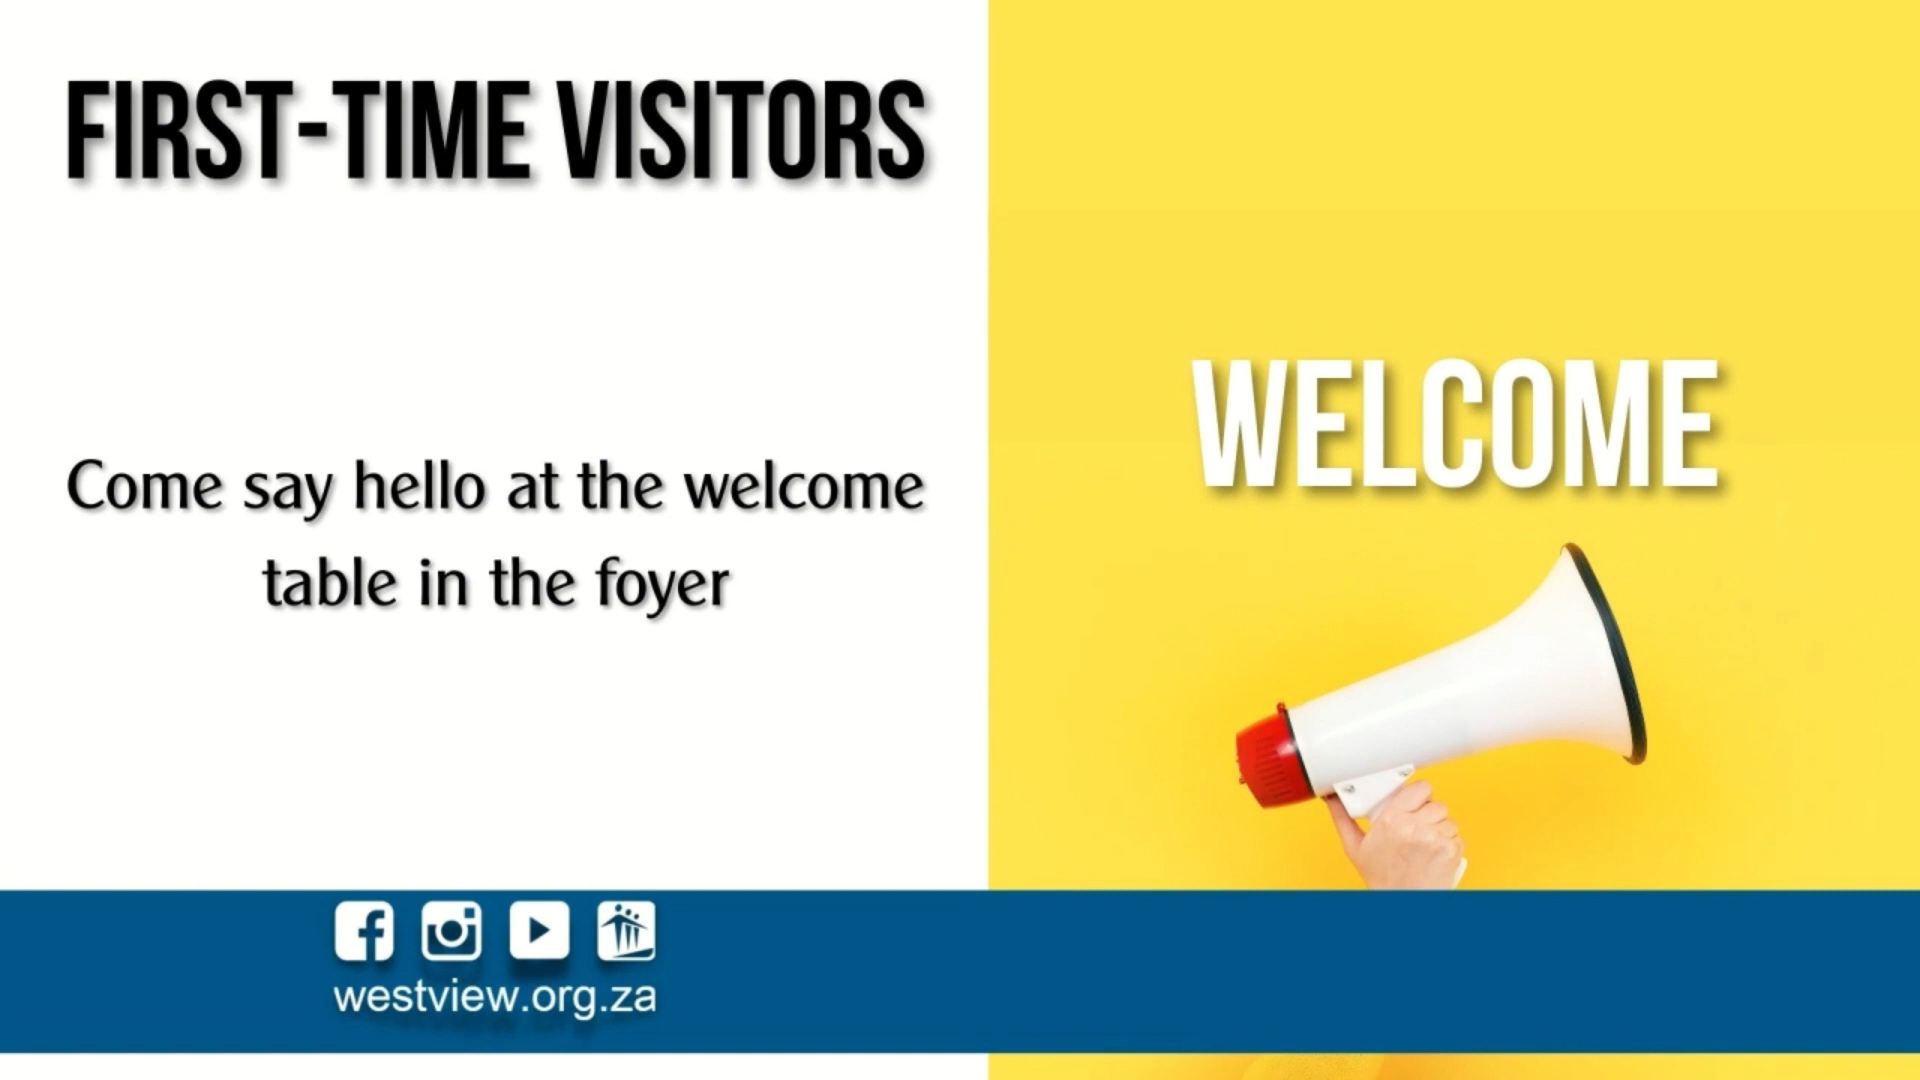 FIRST-TIME VISITORS
Come say hello at the welcome
table in the foyer
WELCOME
westview.org.za